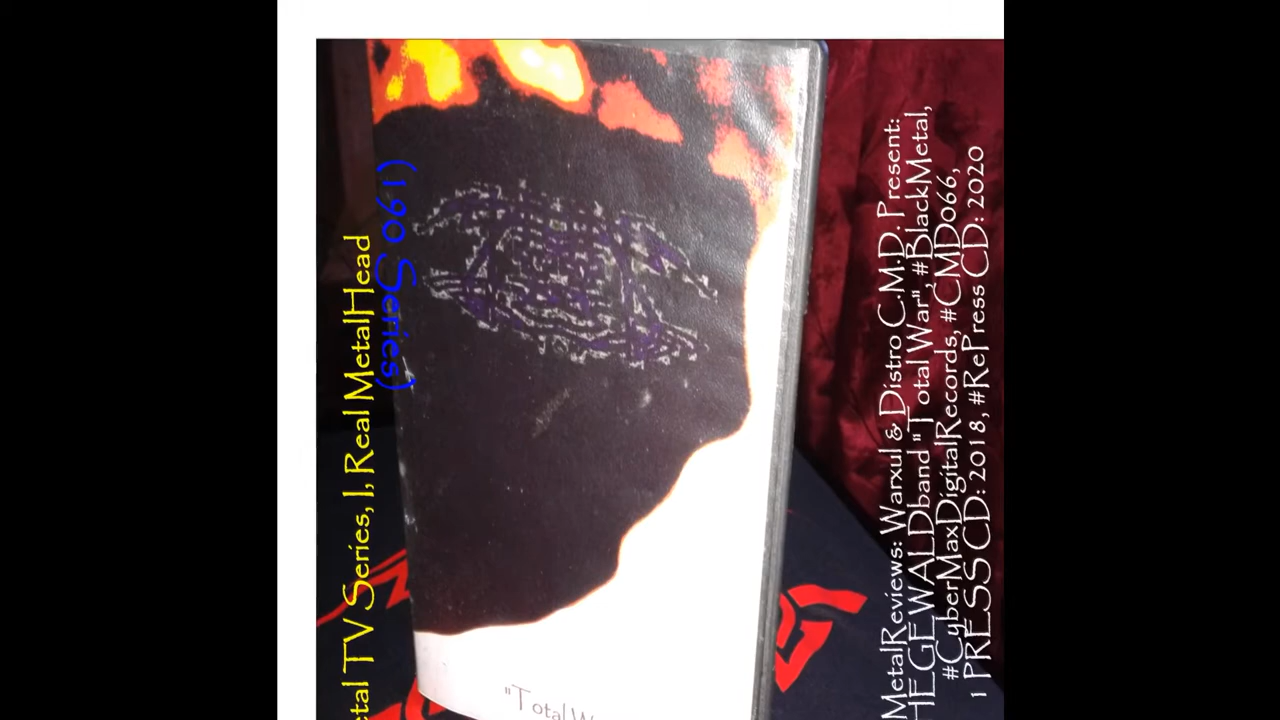 etal TV Series, I, Real MetalHead
(190 Series)
"Total W
MetalReviews: Warxul & Distro C.M.D. Present:
HEGEWALDband "Total War", #BlackMetal,
#CyberMaxDigitalRecords, #CMD066,
1 PRESS CD: 2018, #RePress CD: 2020